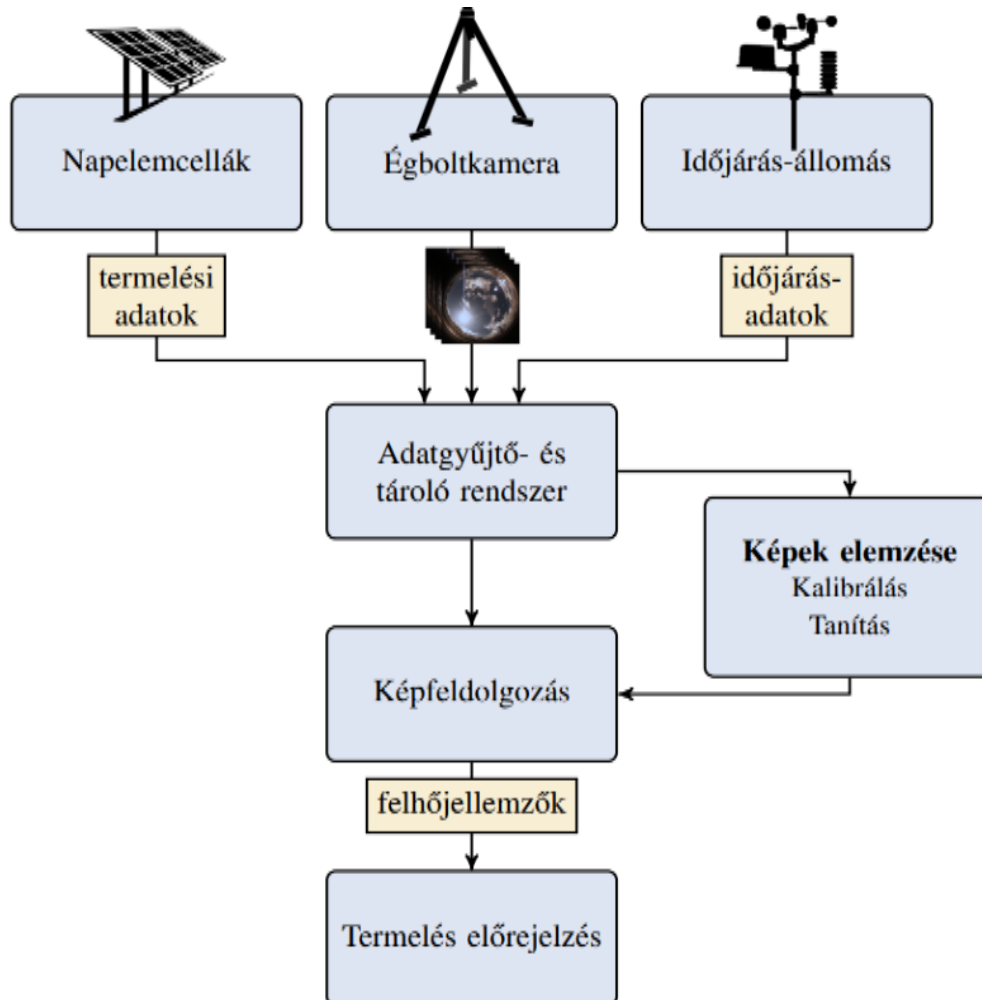 Napelemcellák
Égboltkamera
Időjárás-állomás
termelési
adatok
időjárás-
adatok
Adatgyűjtő- és
tároló rendszer
Képek elemzése
Kalibrálás
Tanítás
Képfeldolgozás
felhőjellemzők
Termelés előrejelzés